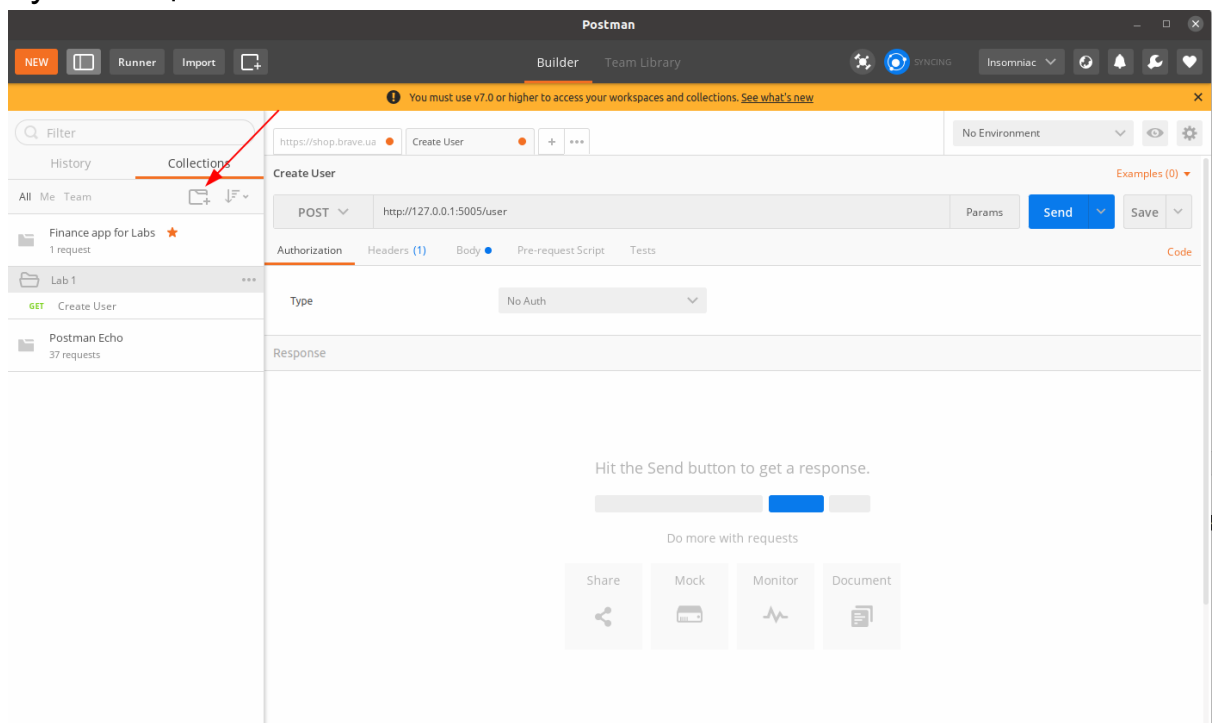 Postman
NEW Runner Import Builder Team Library SYNCING Insomniac
You must use v7.0 or higher to access your workspaces and collections. See what's new
Filter
History Collections
All Me Team
Finance app for Labs
1 request
Lab 1
GET Create User
Postman Echo
37 requests
https://shop.brave.ua Create User + ••• No Environment
Create User Examples (0)
POST http://127.0.0.1:5005/user Params Send Save
Authorization Headers (1) Body Pre-request Script Tests Code
Type No Auth
Response
Hit the Send button to get a response.
Do more with requests
Share Mock Monitor Document